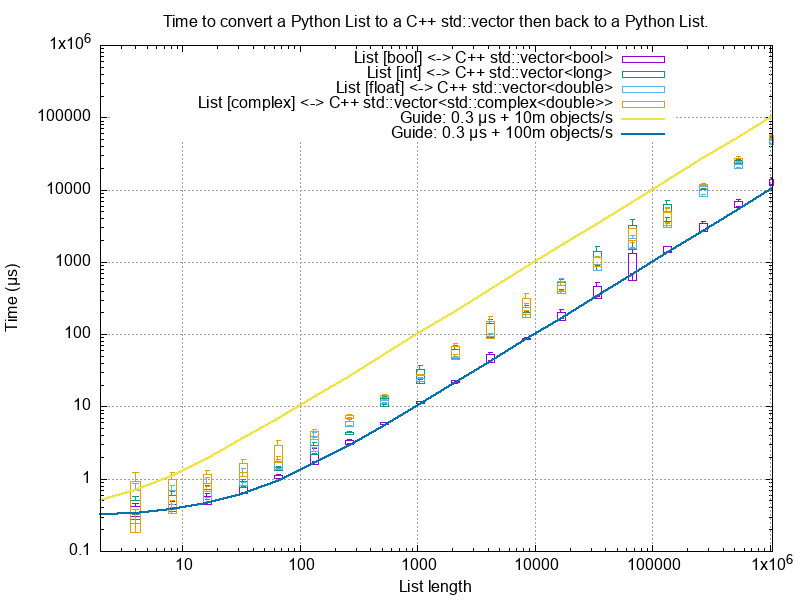 Time to convert a Python List to a C++ std::vector then back to a Python List.
1x10^6
100000
10000
1000
100
10
1
0.1
Time (µs)
List [bool] <-> C++ std::vector<bool>
List [int] <-> C++ std::vector<long>
List [float] <-> C++ std::vector<double>
List [complex] <-> C++ std::vector<std::complex<double>>
Guide: 0.3 µs + 10m objects/s
Guide: 0.3 µs + 100m objects/s
10 100 1000 10000 100000 1x10^6
List length